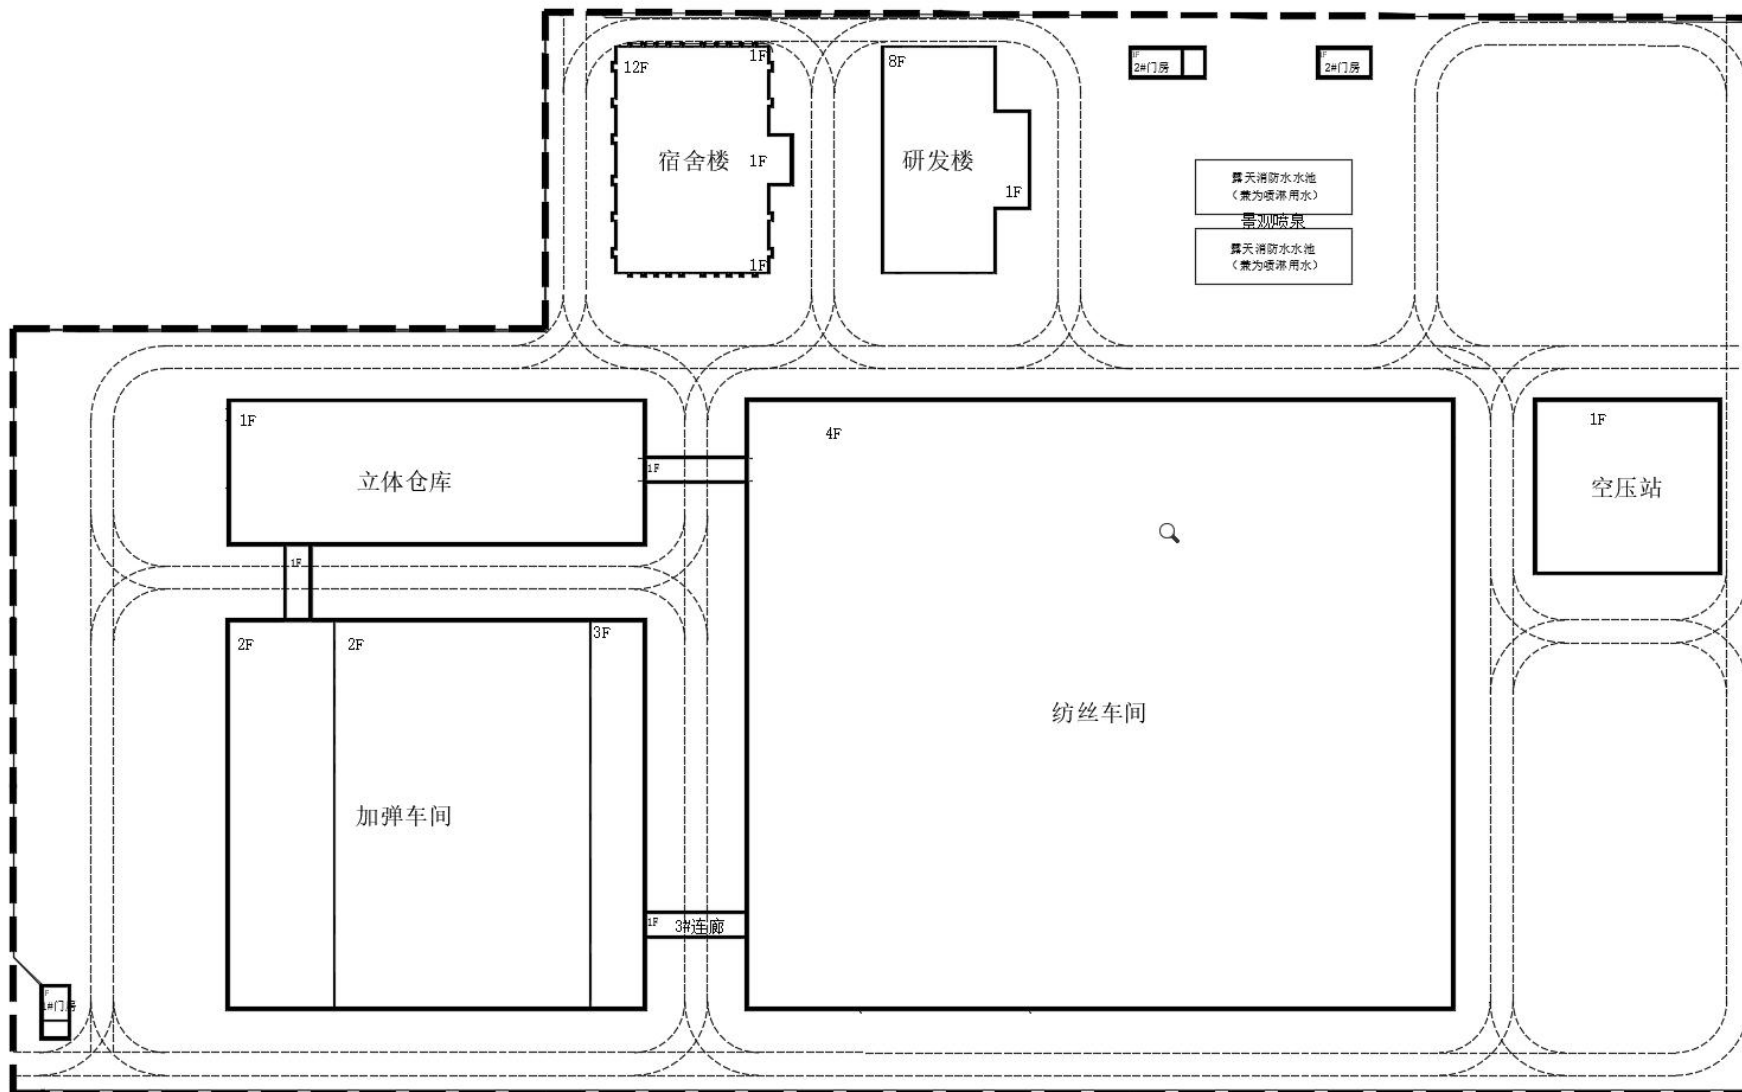 12F
1F
宿舍楼
1F
1F
8F
研发楼
1F
2#门房
2#门房
露天消防水水池
（兼为喷淋用水）
景观喷泉
露天消防水水池
（兼为喷淋用水）
1F
立体仓库
1F
4F
1F
空压站
1F
2F
2F
3F
纺丝车间
加弹车间
1F
3#连廊
1#门房